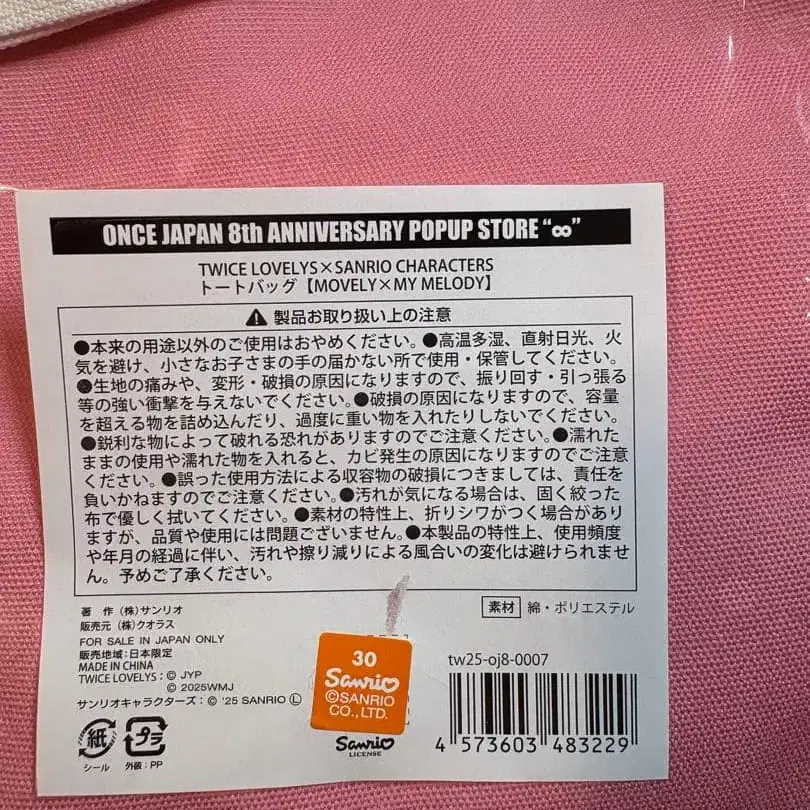 ONCE JAPAN 8th ANNIVERSARY POPUP STORE “∞”
TWICE LOVELYS×SANRIO CHARACTERS
トートバッグ【MOVELY×MY MELODY】
⚠ 製品お取り扱い上の注意
●本来の用途以外のご使用はおやめください。●高温多湿、直射日光、火
気を避け、小さなお子さまの手の届かない所で使用・保管してください。
●生地の痛みや、変形・破損の原因になりますので、振り回す・引っ張る
等の強い衝撃を与えないでください。●破損の原因になりますので、容量
を超える物を詰め込んだり、過度に重い物を入れたりしないでください。
●鋭利な物によって破れる恐れがありますのでご注意ください。●濡れた
ままの使用や濡れた物を入れると、カビ発生の原因になりますのでご注意
ください。●誤った使用方法による収容物の破損につきましては、責任を
負いかねますのでご注意ください。●汚れが気になる場合は、固く絞った
布で優しく拭いてください。●素材の特性上、折りシワがつく場合があり
ますが、品質や使用には問題ございません。●本製品の特性上、使用頻度
や年月の経過に伴い、汚れや擦り減りによる風合いの変化は避けられませ
ん。予めご了承ください。
素材 綿・ポリエステル
著 作 (株)サンリオ
販売元 (株)クオラス
FOR SALE IN JAPAN ONLY
販売地域:日本限定
MADE IN CHINA
TWICE LOVELYS:© JYP
© 2025WMJ
サンリオキャラクターズ:© '25 SANRIO Ⓛ
紙
シール
プラ
外装:PP
30
Sanrio
©SANRIO
CO.,LTD.
Sanrio
LICENSE
tw25-oj8-0007
4 573603 483229